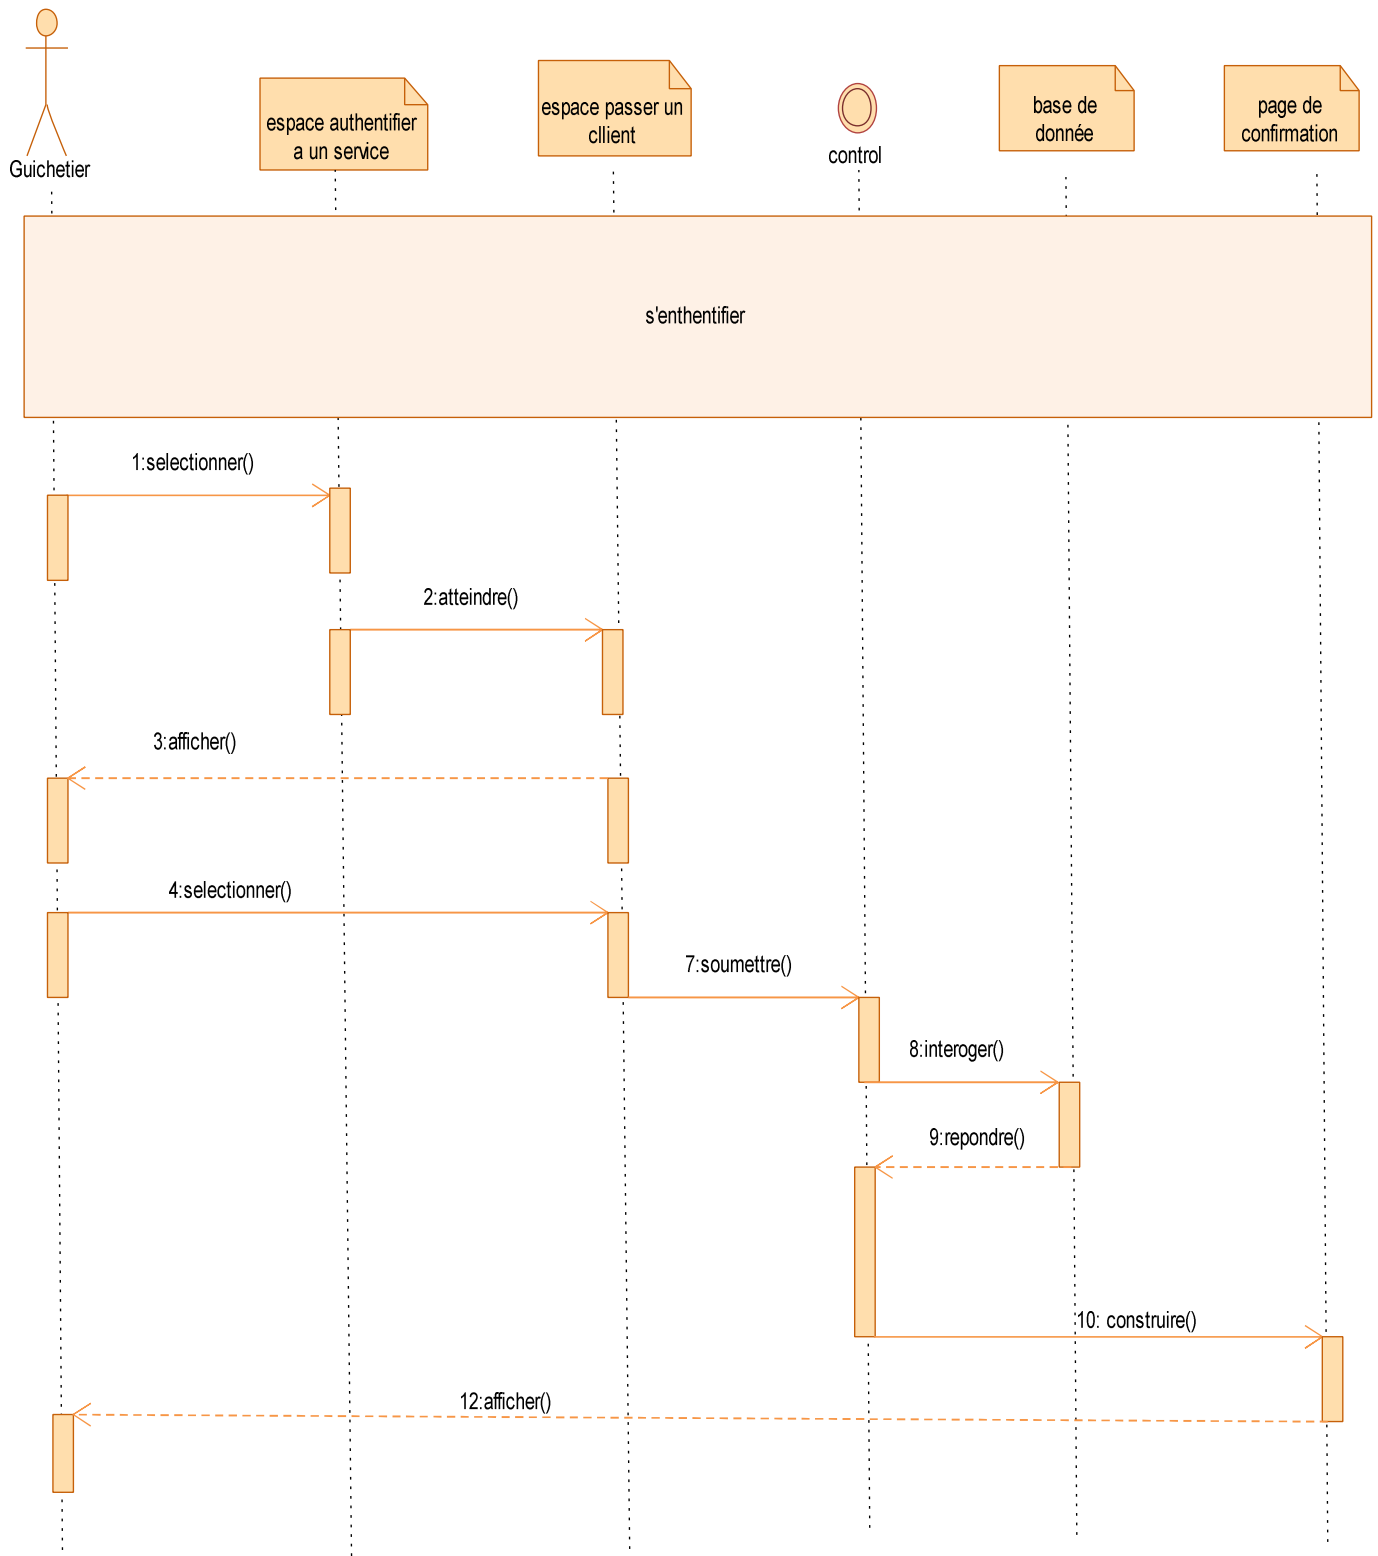 Guichetier
espace authentifier
a un service
espace passer un
cllient
control
base de
donnée
page de
confirmation
s'enthentifier
1:selectionner()
2:atteindre()
3:afficher()
4:selectionner()
7:soumettre()
8:interoger()
9:repondre()
10: construire()
12:afficher()